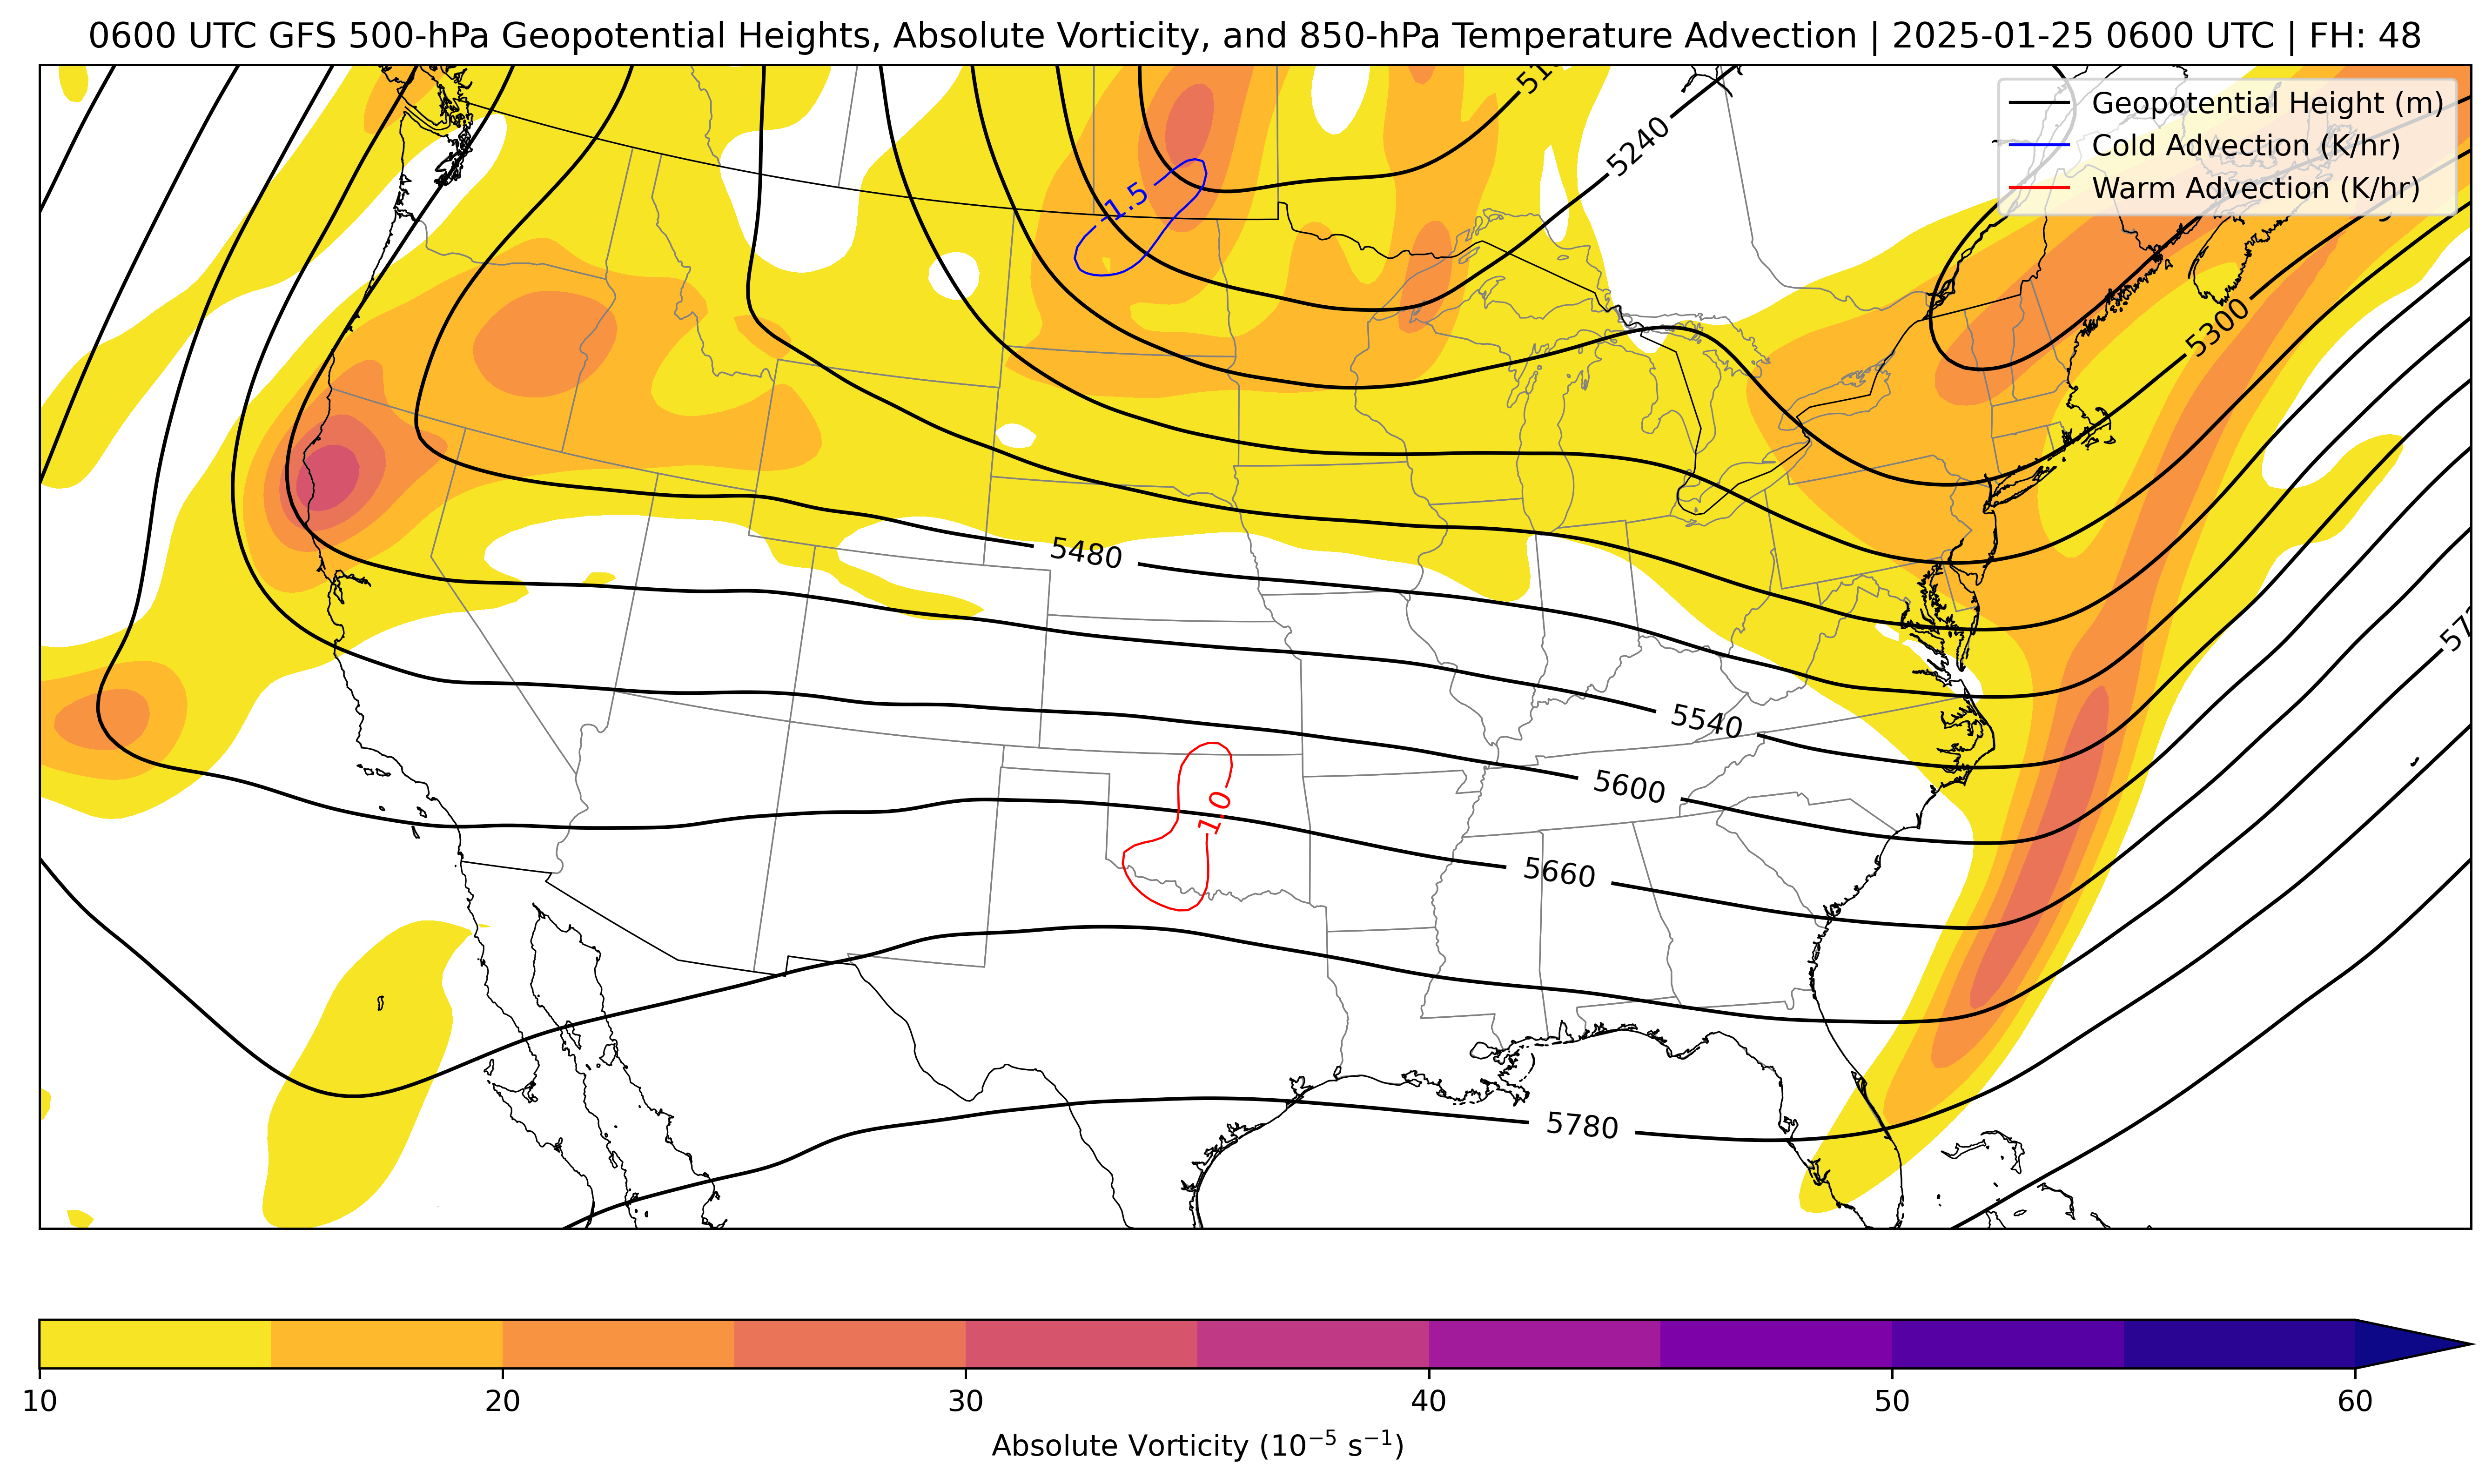 0600 UTC GFS 500-hPa Geopotential Heights, Absolute Vorticity, and 850-hPa Temperature Advection | 2025-01-25 0600 UTC | FH: 48
Geopotential Height (m)
Cold Advection (K/hr)
Warm Advection (K/hr)
5240
-1.5
5300
5480
5540
5600
1.0
5660
5780
10 20 30 40 50 60
Absolute Vorticity (10⁻⁵ s⁻¹)